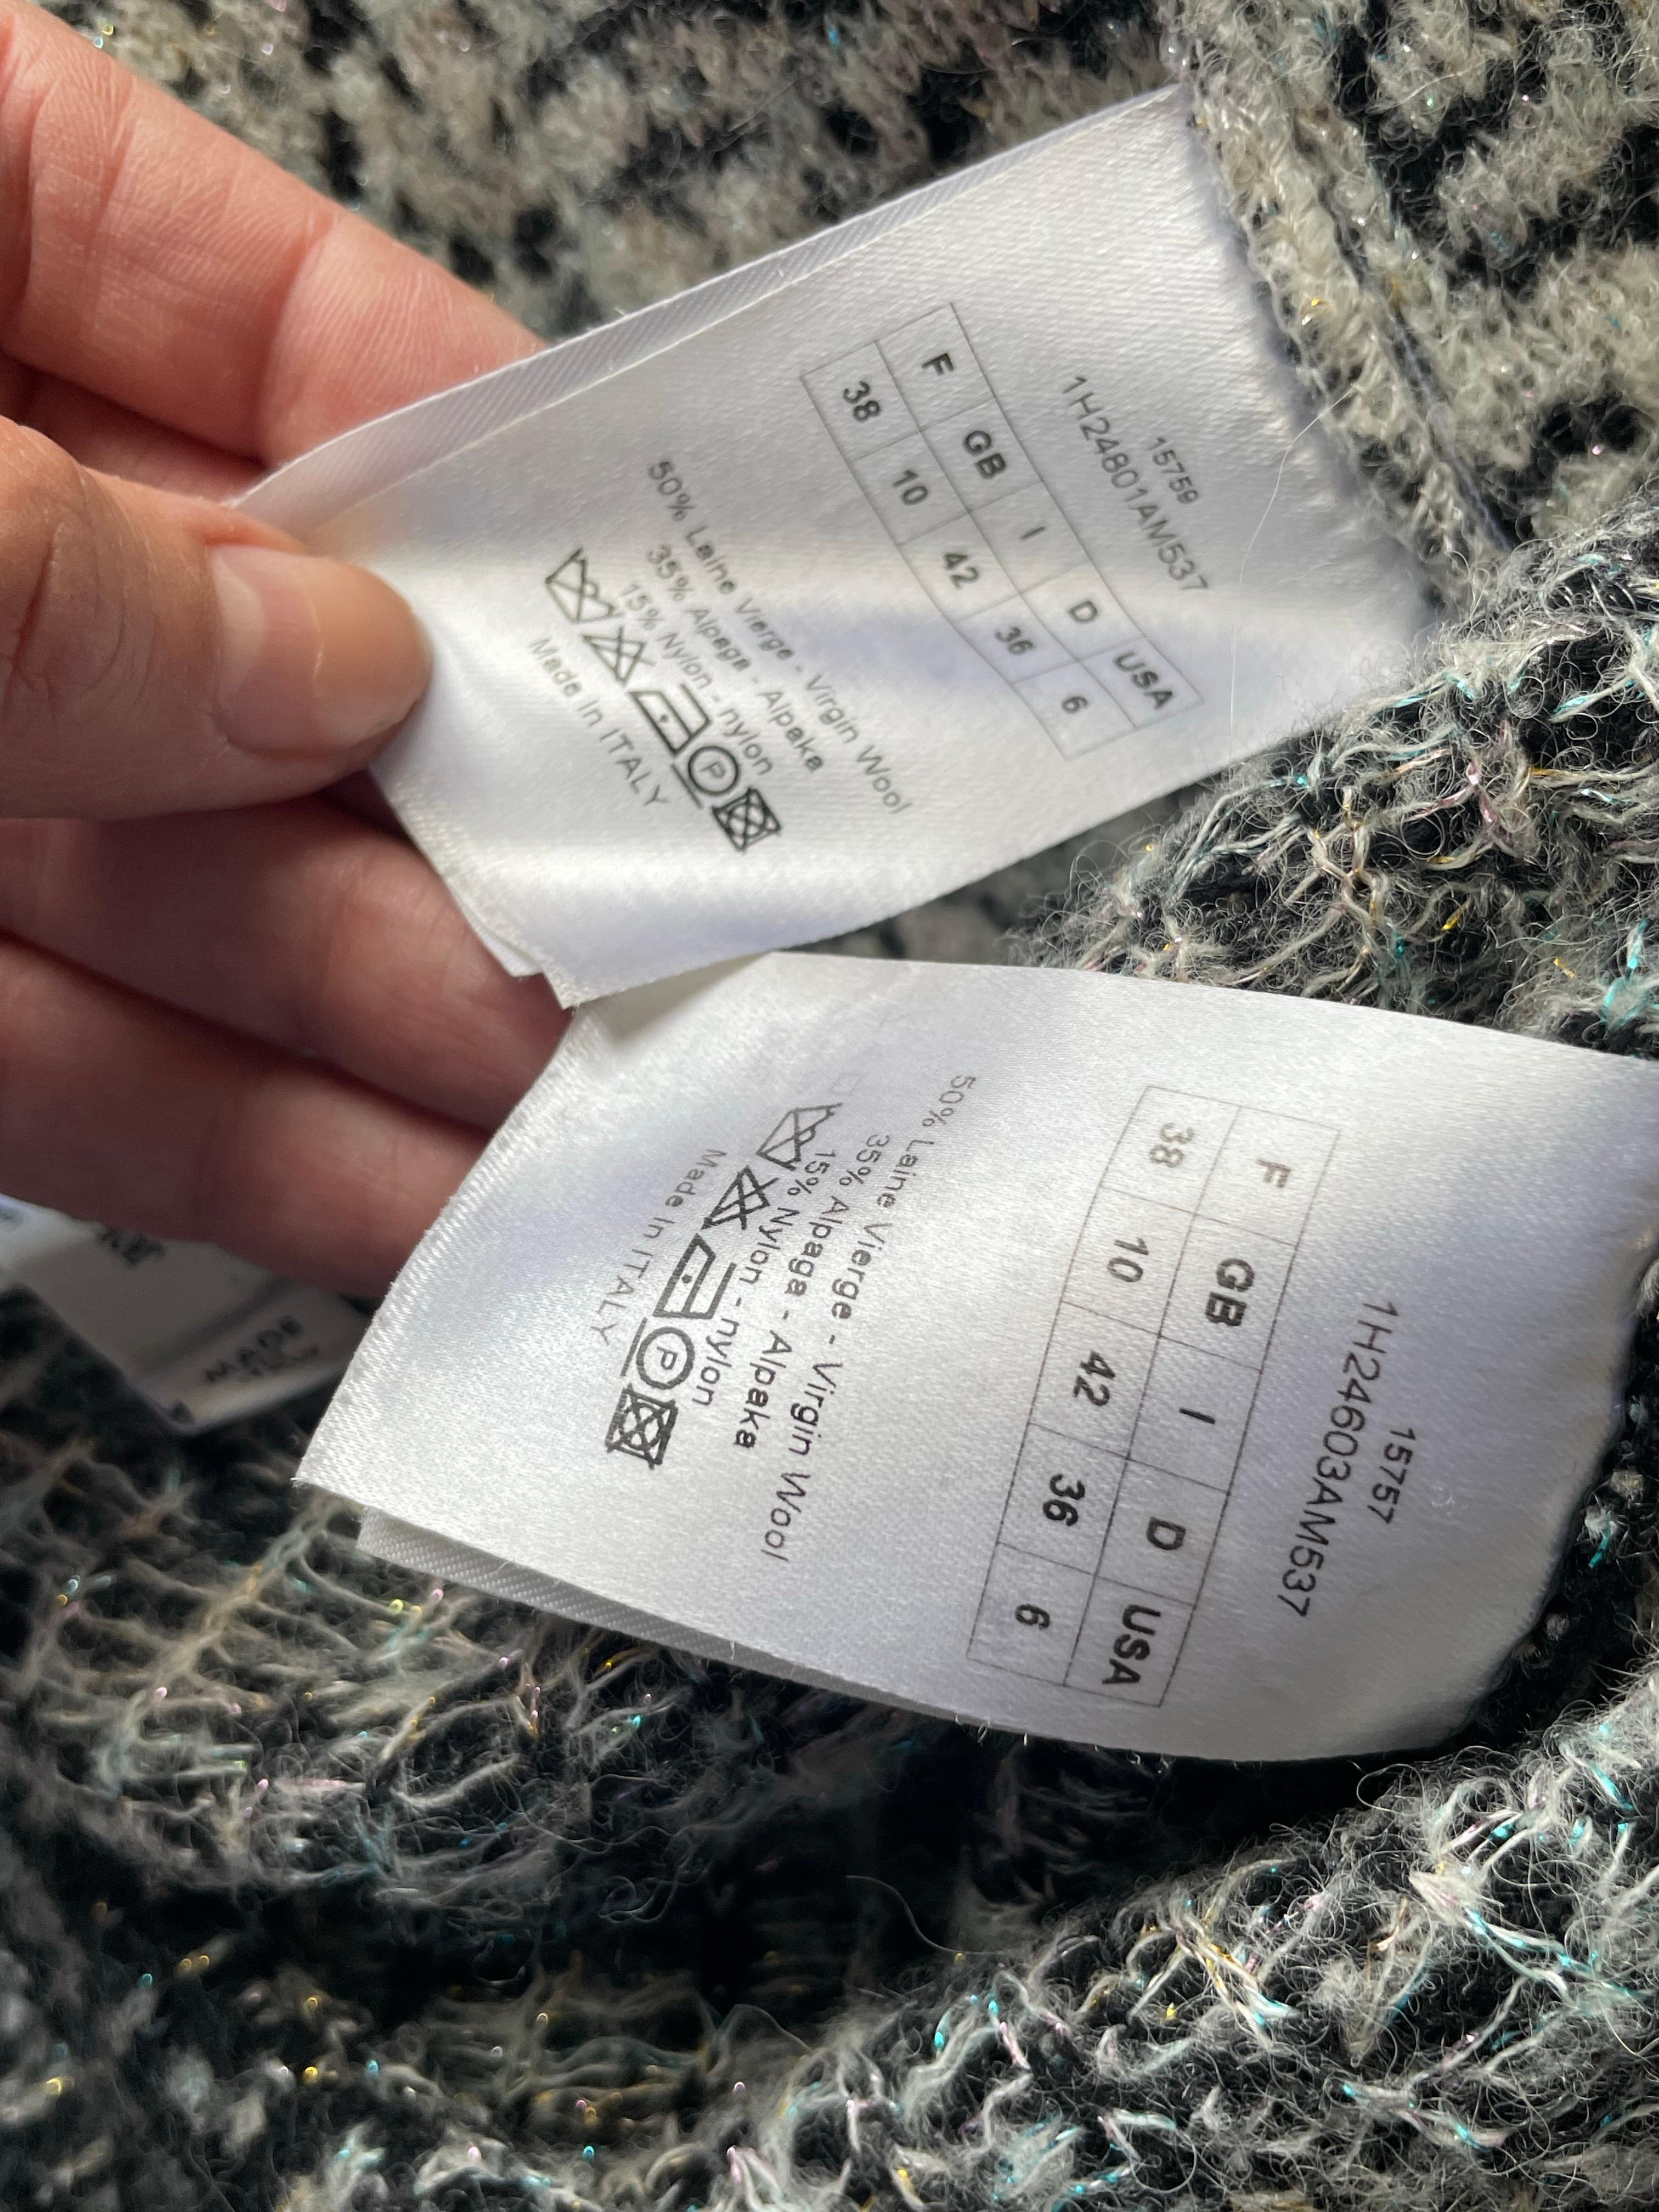 15759
1H24801AM537
F GB I D USA
38 10 42 36 6
50% Laine Vierge - Virgin Wool
35% Alpaga - Alpaka
15% Nylon - nylon
P
Made In ITALY
15757
1H24603AM537
F GB I D USA
38 10 42 36 6
50% Laine Vierge - Virgin Wool
35% Alpaga - Alpaka
15% Nylon - nylon
P
Made In ITALY
MADE